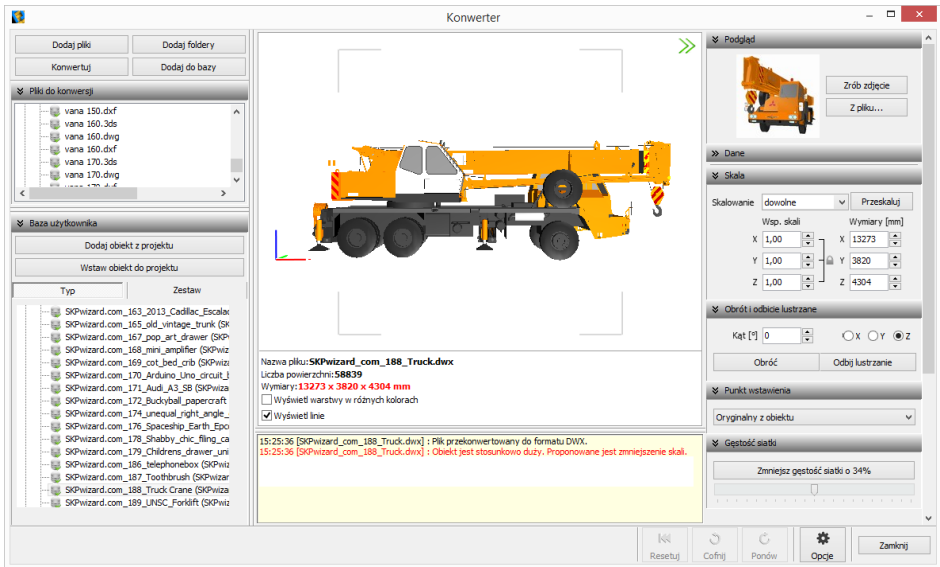 Konwerter
Dodaj pliki
Dodaj foldery
Konwertuj
Dodaj do bazy
Pliki do konwersji
vana 150.dxf
vana 160.3ds
vana 160.dwg
vana 160.dxf
vana 170.3ds
vana 170.dwg
vana 170.dxf
Baza użytkownika
Dodaj obiekt z projektu
Wstaw obiekt do projektu
Typ
Zestaw
SKPwizard.com_163_2013_Cadillac_Escalad
SKPwizard.com_165_old_vintage_trunk (SK
SKPwizard.com_167_pop_art_drawer (SKP
SKPwizard.com_168_mini_amplifier (SKPwiz
SKPwizard.com_169_cot_bed_crib (SKPwiza
SKPwizard.com_170_Arduino_Uno_circuit_
SKPwizard.com_171_Audi_A3_SB (SKPwiza
SKPwizard.com_172_Buckyball_papercraft
SKPwizard.com_174_unequal_right_angle_
SKPwizard.com_176_Spaceship_Earth_Epc
SKPwizard.com_178_Shabby_chic_filing_ca
SKPwizard.com_179_Childrens_drawer_uni
SKPwizard.com_186_telephonebox (SKPwiz
SKPwizard.com_187_Toothbrush (SKPwizar
SKPwizard.com_188_Truck Crane (SKPwiza
SKPwizard.com_189_UNSC_Forklift (SKPwiz
Nazwa pliku:SKPwizard_com_188_Truck.dwx
Liczba powierzchni:58839
Wymiary:13273 x 3820 x 4304 mm
Wyświetl warstwy w różnych kolorach
Wyświetl linie
15:25:36 [SKPwizard_com_188_Truck.dwx] : Plik przekonwertowany do formatu DWX.
15:25:36 [SKPwizard_com_188_Truck.dwx] : Obiekt jest stosunkowo duży. Proponowane jest zmniejszenie skali.
Podgląd
Zrób zdjęcie
Z pliku...
Dane
Skala
Skalowanie dowolne Przeskaluj
Wsp. skali Wymiary [mm]
X 1,00 X 13273
Y 1,00 Y 3820
Z 1,00 Z 4304
Obrót i odbicie lustrzane
Kąt [°] 0 X Y Z
Obróć Odbij lustrzanie
Punkt wstawienia
Oryginalny z obiektu
Gęstość siatki
Zmniejsz gęstość siatki o 34%
Resetuj
Cofnij
Ponów
Opcje
Zamknij